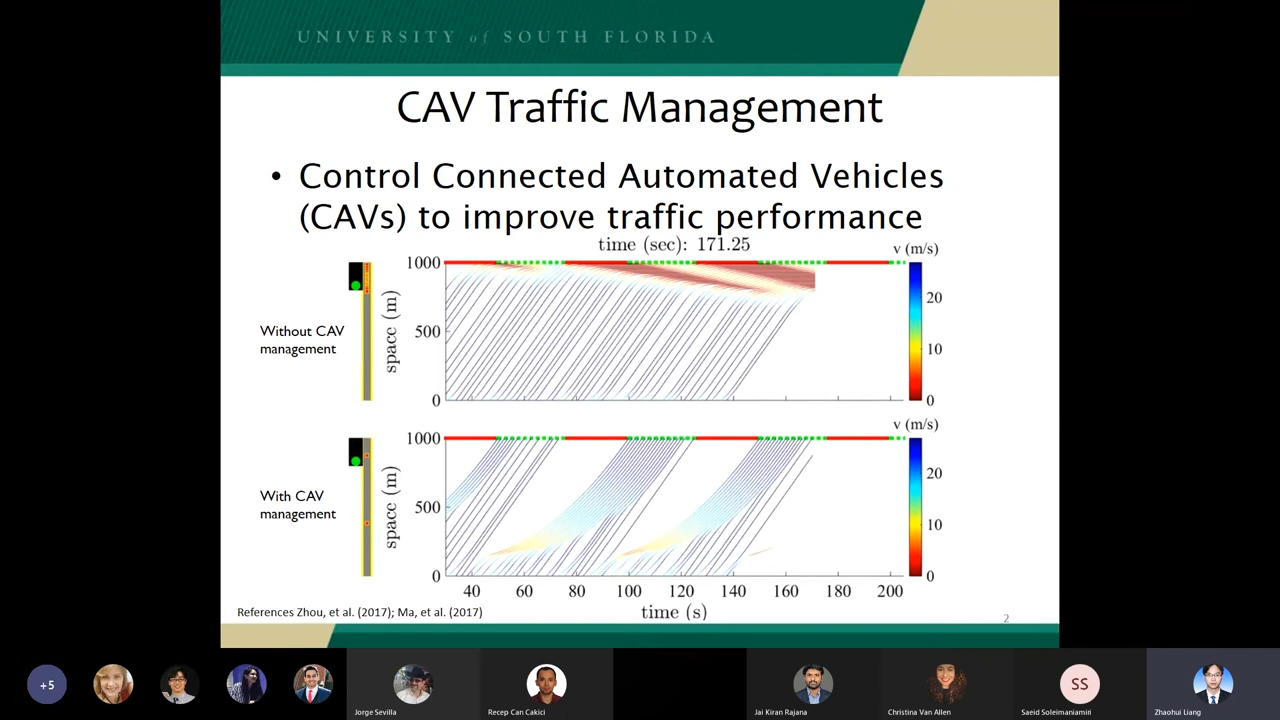 UNIVERSITY of SOUTH FLORIDA
CAV Traffic Management
• Control Connected Automated Vehicles
(CAVs) to improve traffic performance
time (sec): 171.25
v (m/s)
1000
500
0
space (m)
20
10
0
Without CAV
management
v (m/s)
1000
500
0
space (m)
20
10
0
With CAV
management
40 60 80 100 120 140 160 180 200
time (s)
References Zhou, et al. (2017); Ma, et al. (2017)
2
+5
Jorge Sevilla
Recep Can Cakici
Jai Kiran Rajana
Christina Van Allen
SS
Saeid Soleimaniamiri
Zhaohui Liang